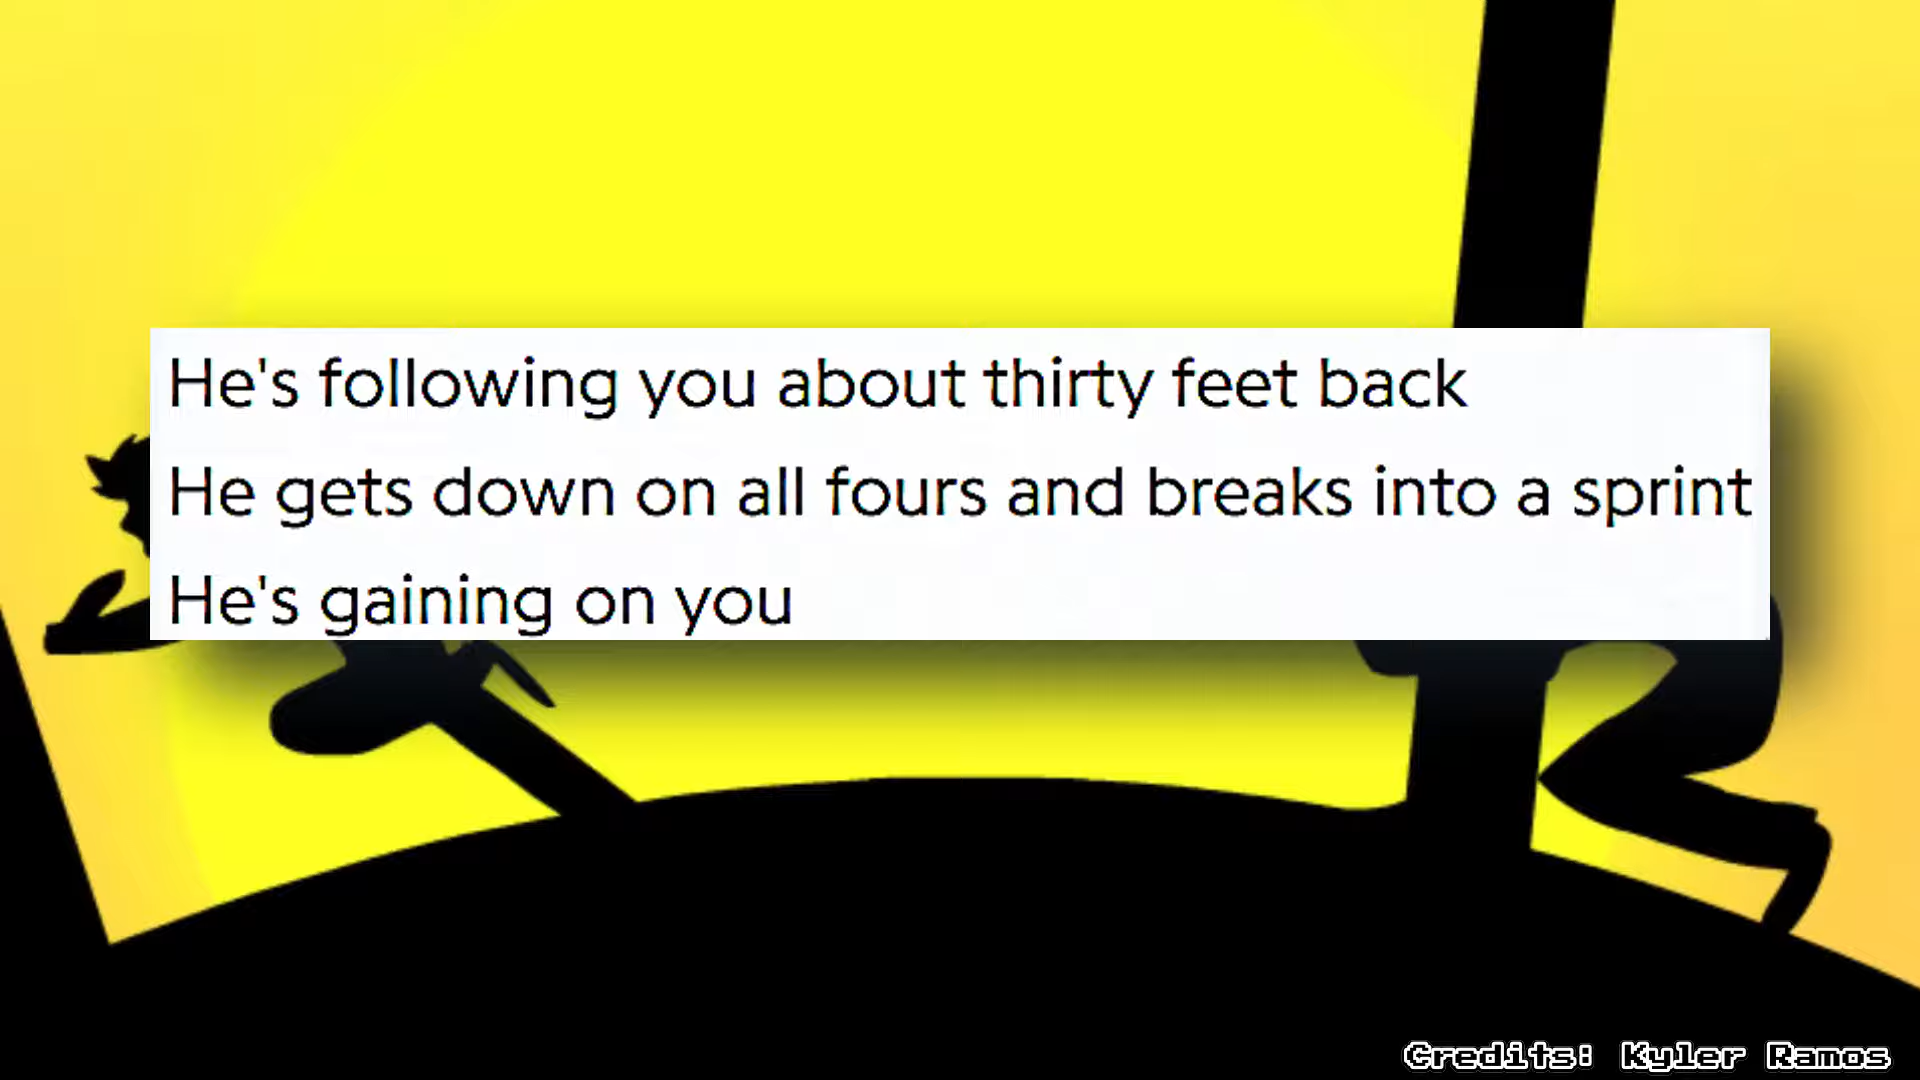 He's following you about thirty feet back
He gets down on all fours and breaks into a sprint
He's gaining on you
Credits: Kyler Ramos